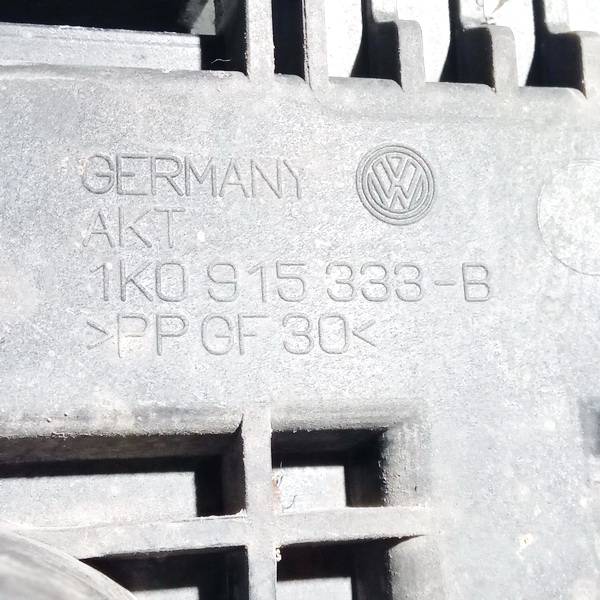 GERMANY
AKT
1K0 915 333-B
>PP GF 30<